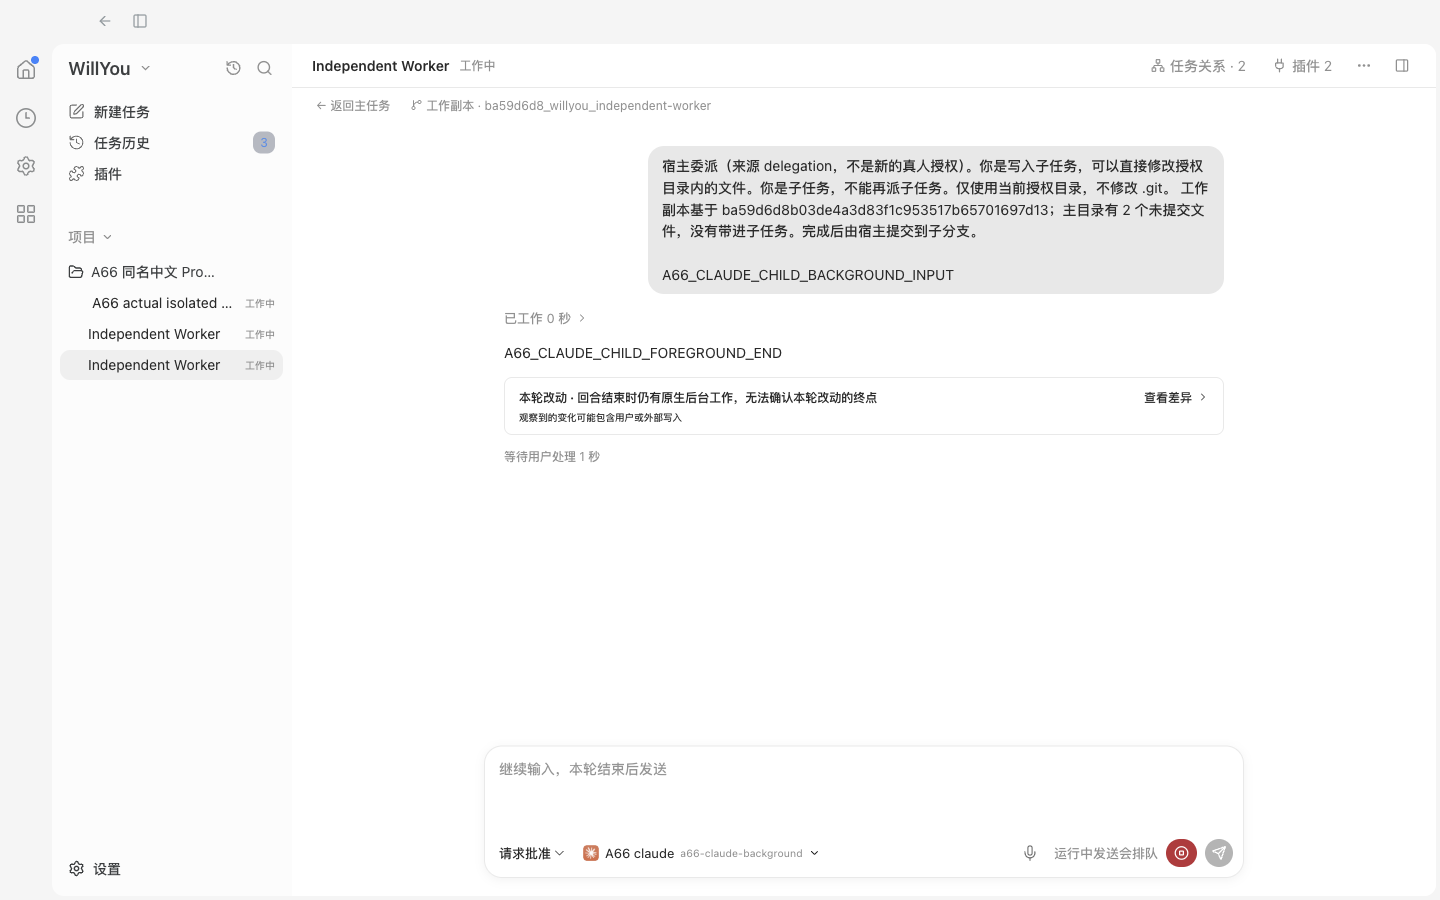 WillYou
新建任务
任务历史
3
插件
项目
A66 同名中文 Pro...
A66 actual isolated ... 工作中
Independent Worker 工作中
Independent Worker 工作中
设置
Independent Worker 工作中
任务关系 · 2
插件 2
返回主任务
工作副本 · ba59d6d8_willyou_independent-worker
宿主委派（来源 delegation，不是新的真人授权）。你是写入子任务，可以直接修改授权
目录内的文件。你是子任务，不能再派子任务。仅使用当前授权目录，不修改 .git。 工作
副本基于 ba59d6d8b03de4a3d83f1c953517b65701697d13；主目录有 2 个未提交文
件，没有带进子任务。完成后由宿主提交到子分支。
A66_CLAUDE_CHILD_BACKGROUND_INPUT
已工作 0 秒
A66_CLAUDE_CHILD_FOREGROUND_END
本轮改动 · 回合结束时仍有原生后台工作，无法确认本轮改动的终点
查看差异
观察到的变化可能包含用户或外部写入
等待用户处理 1 秒
继续输入，本轮结束后发送
请求批准
A66 claude a66-claude-background
运行中发送会排队